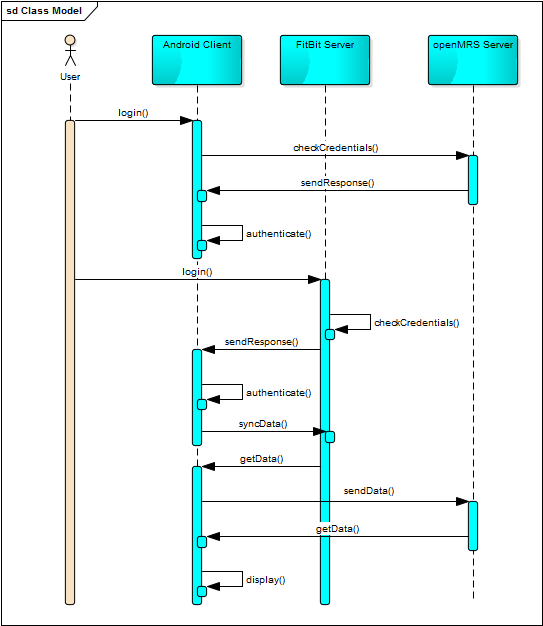 sd Class Model
Android Client
FitBit Server
openMRS Server
User
login()
checkCredentials()
sendResponse()
authenticate()
login()
checkCredentials()
sendResponse()
authenticate()
syncData()
getData()
sendData()
getData()
display()